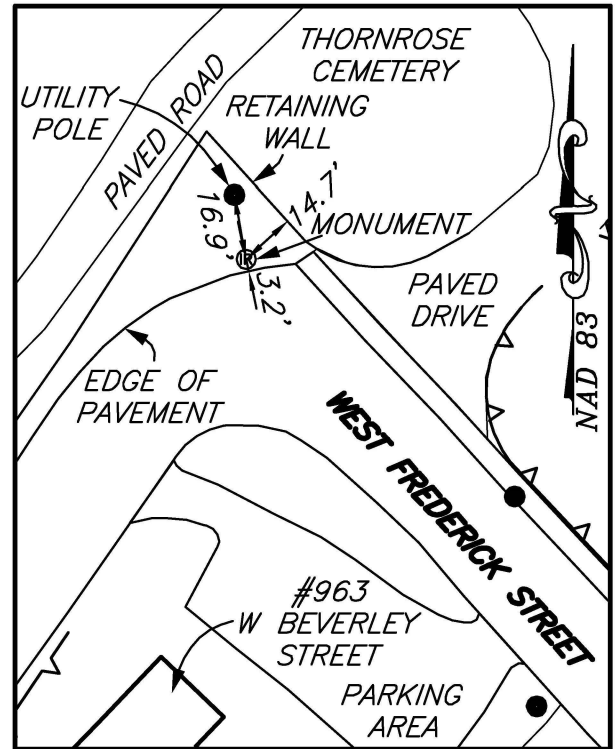 THORNROSE
CEMETERY
UTILITY
POLE
PAVED ROAD
RETAINING
WALL
14.7'
16.9'
MONUMENT
IR
3.2'
PAVED
DRIVE
NAD 83
EDGE OF
PAVEMENT
WEST FREDERICK STREET
#963
W BEVERLEY
STREET
PARKING
AREA